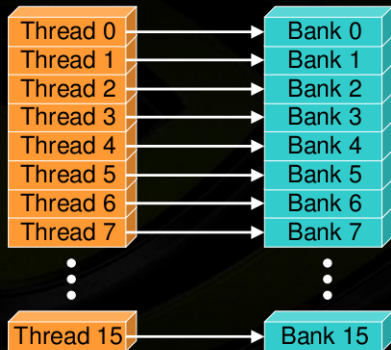 Thread 0 Bank 0
Thread 1 Bank 1
Thread 2 Bank 2
Thread 3 Bank 3
Thread 4 Bank 4
Thread 5 Bank 5
Thread 6 Bank 6
Thread 7 Bank 7
Thread 15 Bank 15